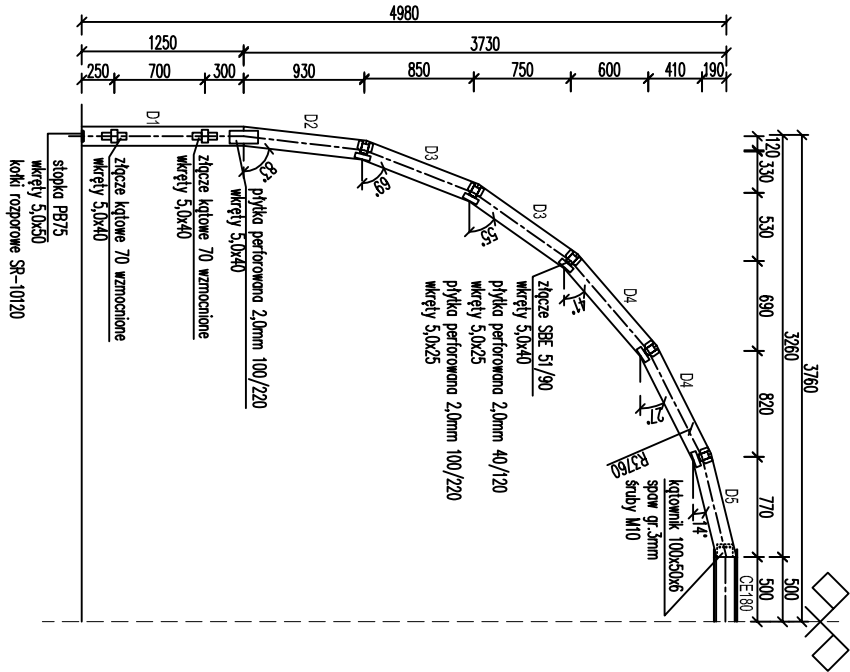 4980
1250
3730
250
700
300
930
850
750
600
410
190
D1
D2
D3
D3
D4
D4
D5
83°
69°
55°
41°
27°
14°
120
330
530
690
820
770
500
3260
500
3760
R3760
CE180
stopka PB75
wkręty 5,0x50
kołki rozporowe SR-10120
złącze kątowe 70 wzmocnione
wkręty 5,0x40
złącze kątowe 70 wzmocnione
wkręty 5,0x40
płytka perforowana 2,0mm 100/220
wkręty 5,0x40
złącze SBE 51/90
wkręty 5,0x40
płytka perforowana 2,0mm 40/120
wkręty 5,0x25
płytka perforowana 2,0mm 100/220
wkręty 5,0x25
kątownik 100x50x6
spaw gr.3mm
śruby M10